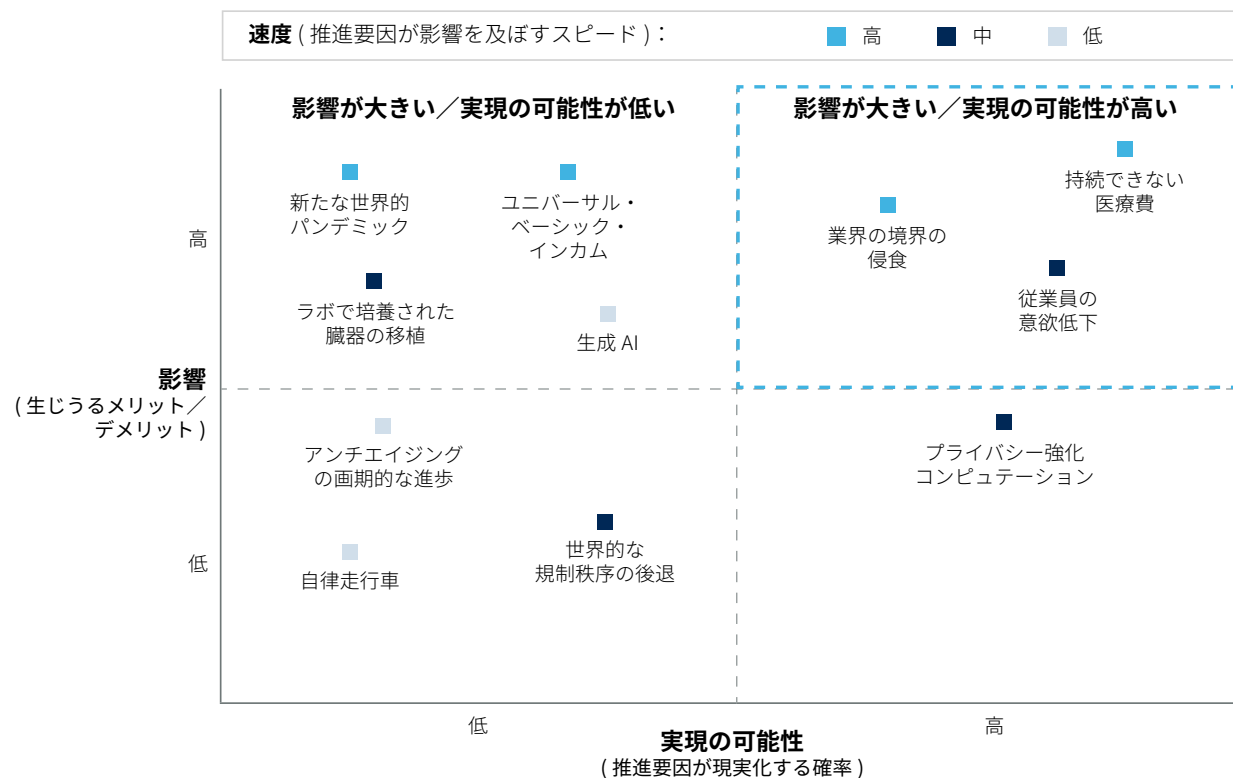 速度 ( 推進要因が影響を及ぼすスピード )：
高
中
低
影響が大きい／実現の可能性が低い
影響が大きい／実現の可能性が高い
新たな世界的
パンデミック
ユニバーサル・
ベーシック・
インカム
持続できない
医療費
業界の境界の
侵食
高
ラボで培養された
臓器の移植
生成 AI
従業員の
意欲低下
影響
( 生じうるメリット／
デメリット )
アンチエイジング
の画期的な進歩
プライバシー強化
コンピュテーション
低
自律走行車
世界的な
規制秩序の後退
低
高
実現の可能性
( 推進要因が現実化する確率 )